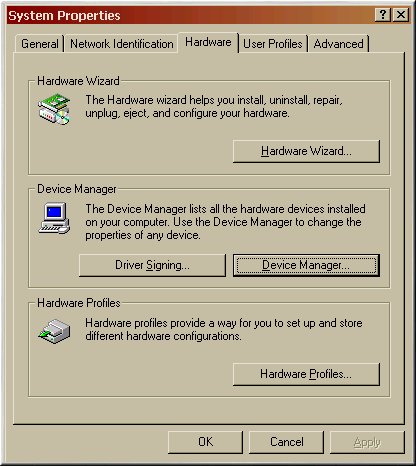 System Properties
General Network Identification Hardware User Profiles Advanced
Hardware Wizard
The Hardware wizard helps you install, uninstall, repair,
unplug, eject, and configure your hardware.
Hardware Wizard...
Device Manager
The Device Manager lists all the hardware devices installed
on your computer. Use the Device Manager to change the
properties of any device.
Driver Signing... Device Manager...
Hardware Profiles
Hardware profiles provide a way for you to set up and store
different hardware configurations.
Hardware Profiles...
OK Cancel Apply